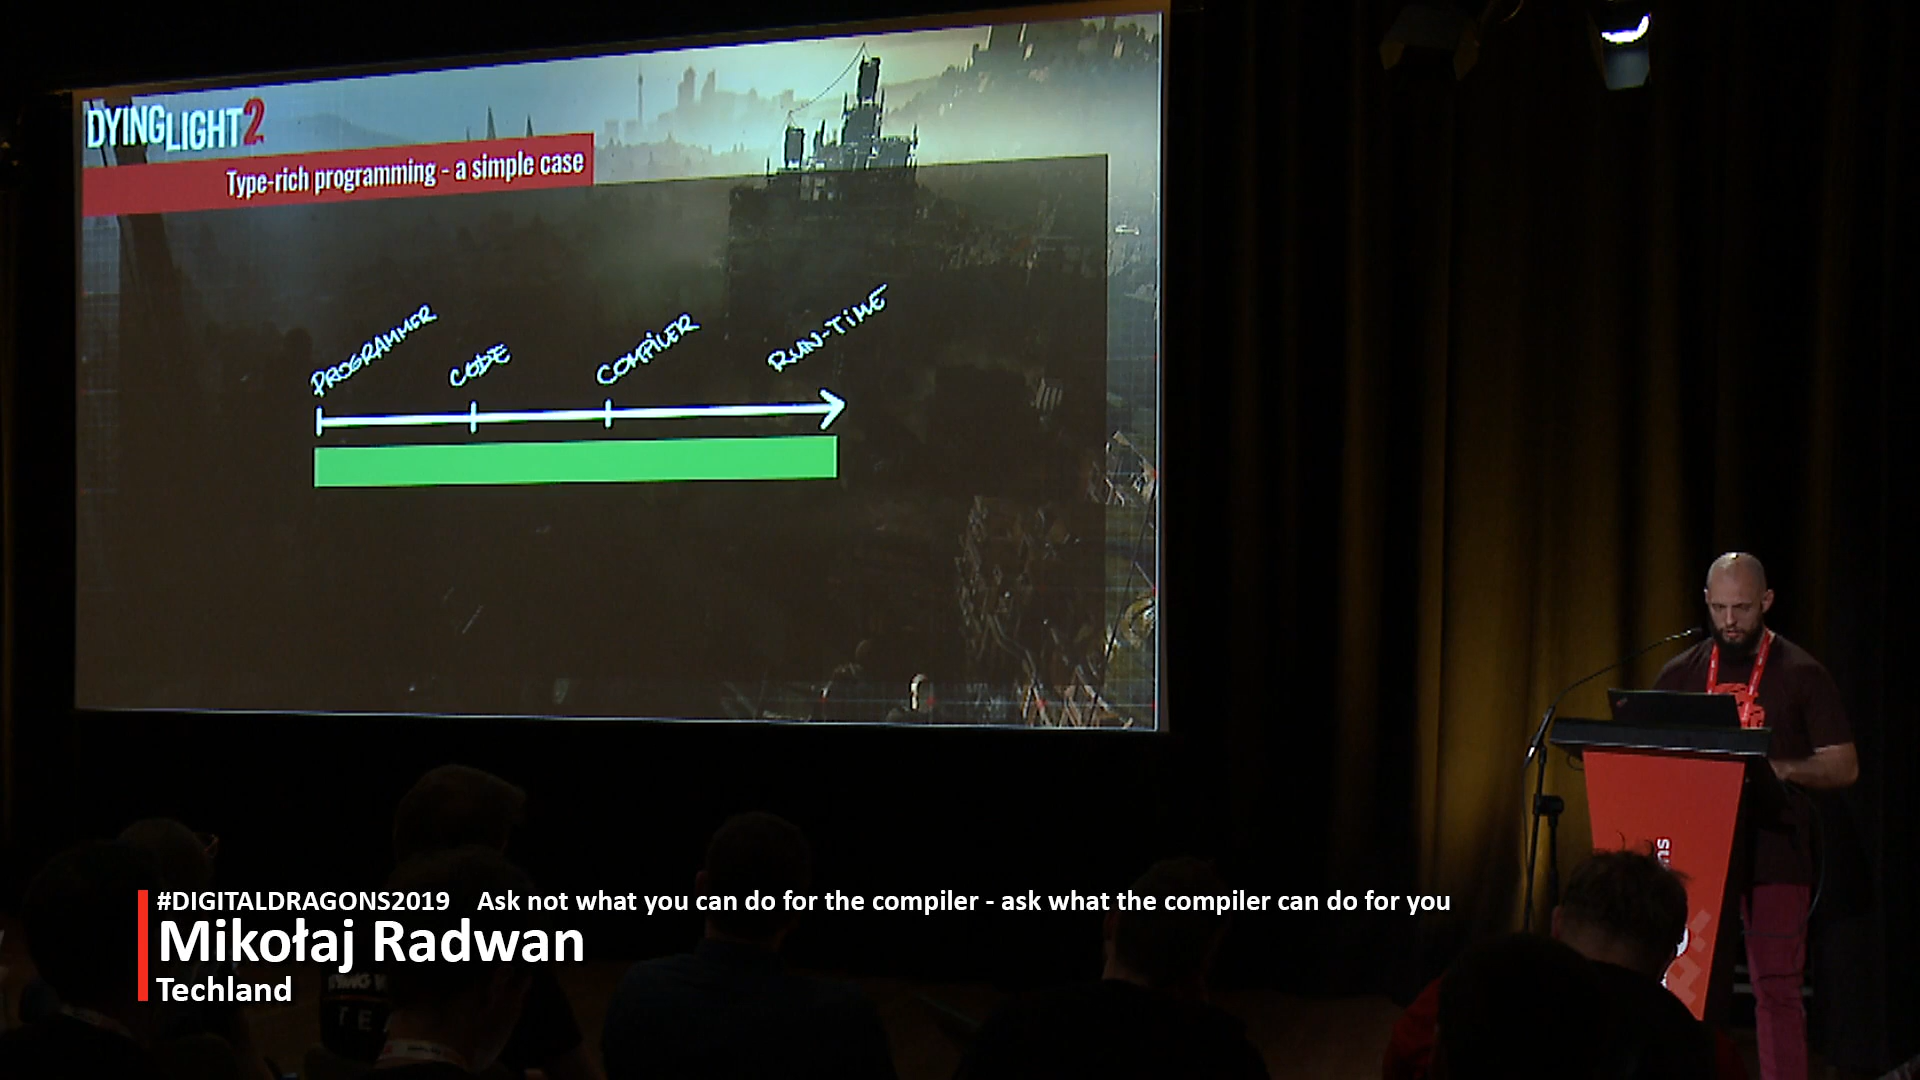 DYINGLIGHT2
Type-rich programming - a simple case
PROGRAMMER
CODE
COMPILER
RUN-TIME
#DIGITALDRAGONS2019 Ask not what you can do for the compiler - ask what the compiler can do for you
Mikołaj Radwan
Techland